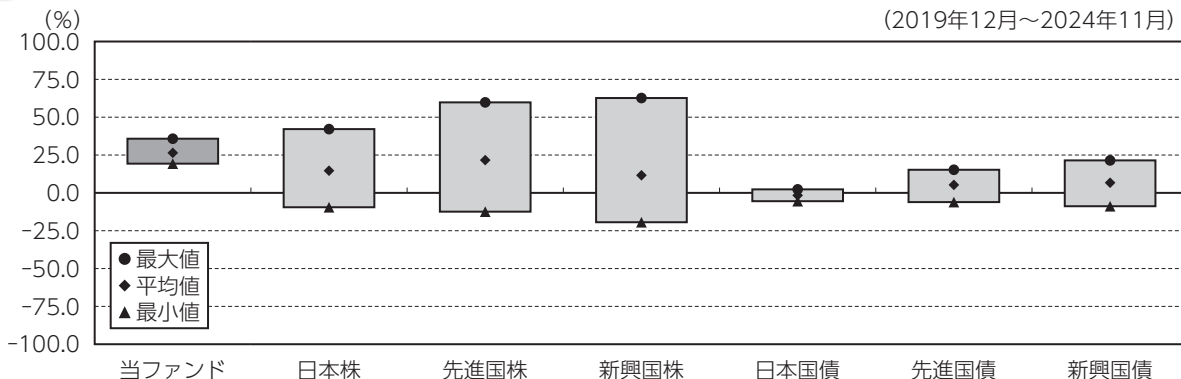 (%)
(2019年12月～2024年11月)
100.0
75.0
50.0
25.0
0.0
-25.0
-50.0
-75.0
-100.0
●最大値
◆平均値
▲最小値
当ファンド 日本株 先進国株 新興国株 日本国債 先進国債 新興国債